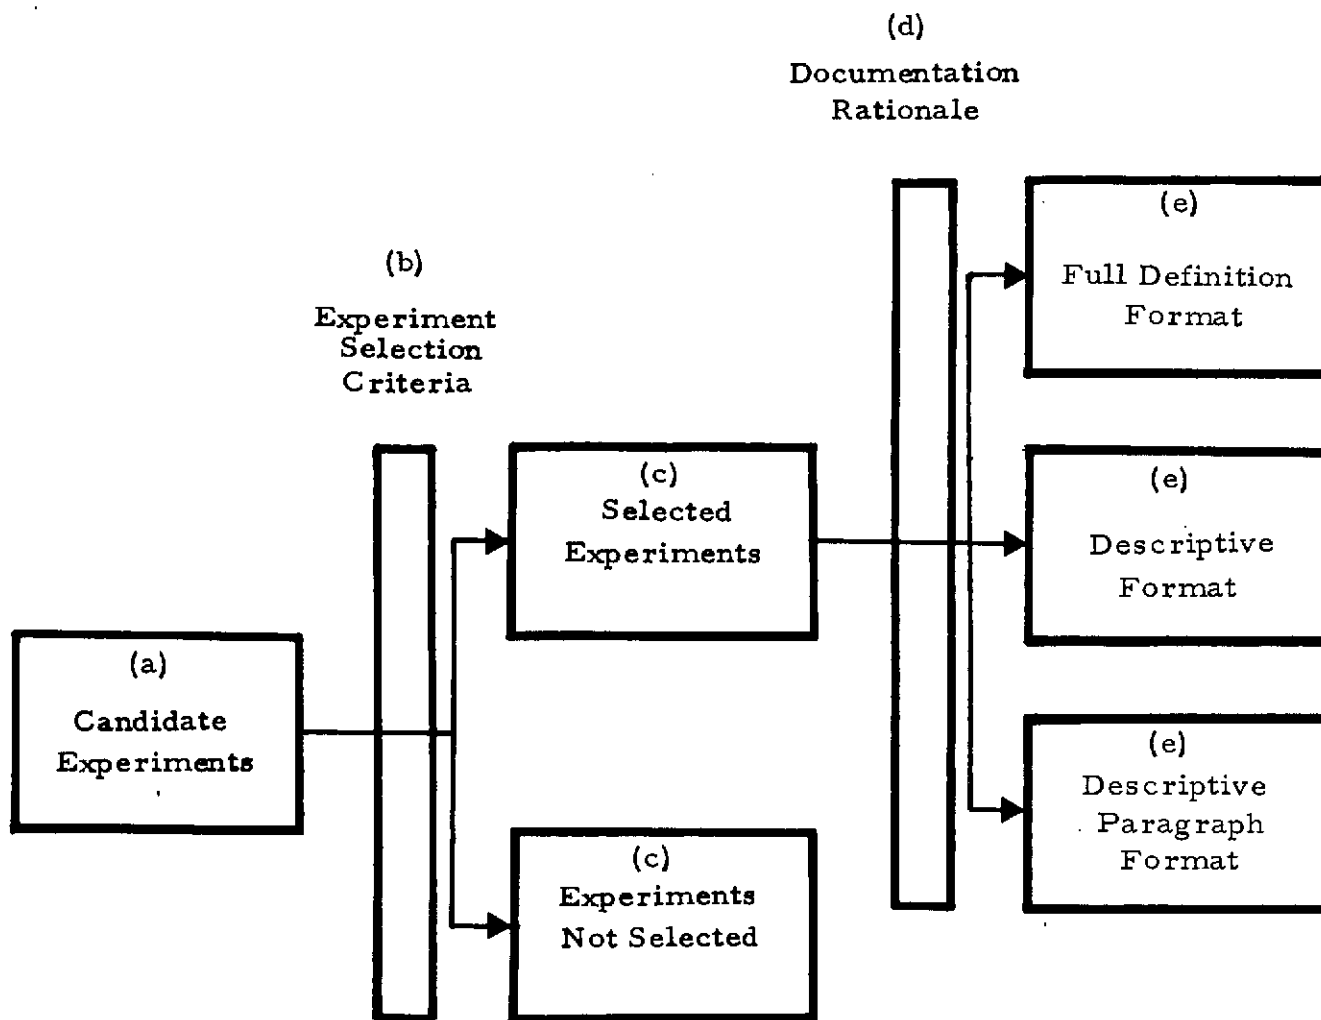 (d)
Documentation
Rationale
(e)
Full Definition
Format
(b)
Experiment
Selection
Criteria
(c)
Selected
Experiments
(e)
Descriptive
Format
(a)
Candidate
Experiments
(c)
Experiments
Not Selected
(e)
Descriptive
Paragraph
Format